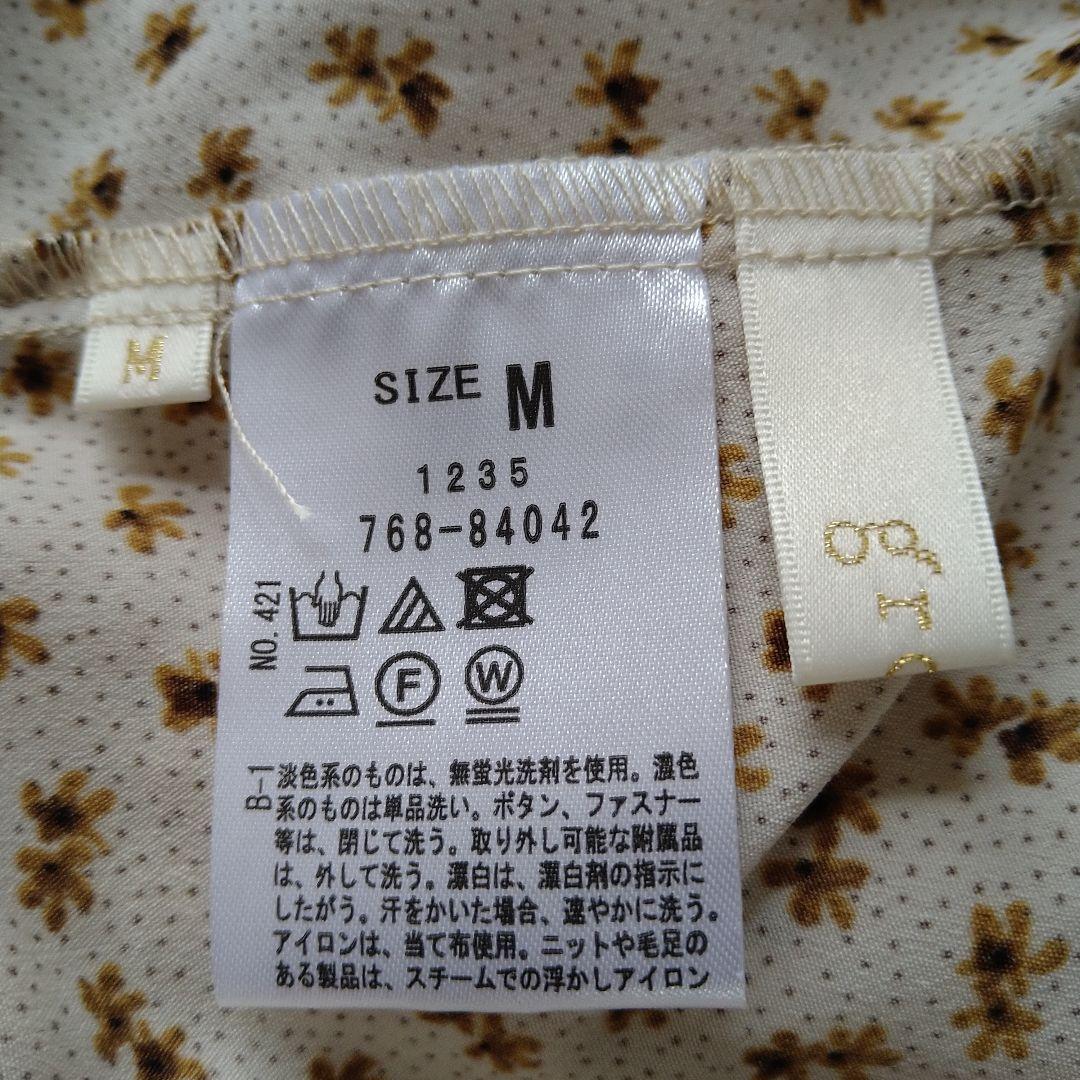 M
SIZE M
1235
768-84042
NO. 421
F
W
B-1
淡色系のものは、無蛍光洗剤を使用。濃色
系のものは単品洗い。ボタン、ファスナー
等は、閉じて洗う。取り外し可能な附属品
は、外して洗う。漂白は、漂白剤の指示に
したがう。汗をかいた場合、速やかに洗う。
アイロンは、当て布使用。ニットや毛足の
ある製品は、スチームでの浮かしアイロン
gr